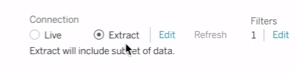 Connection
Filters
Live Extract Edit Refresh 1 Edit
Extract will include subset of data.